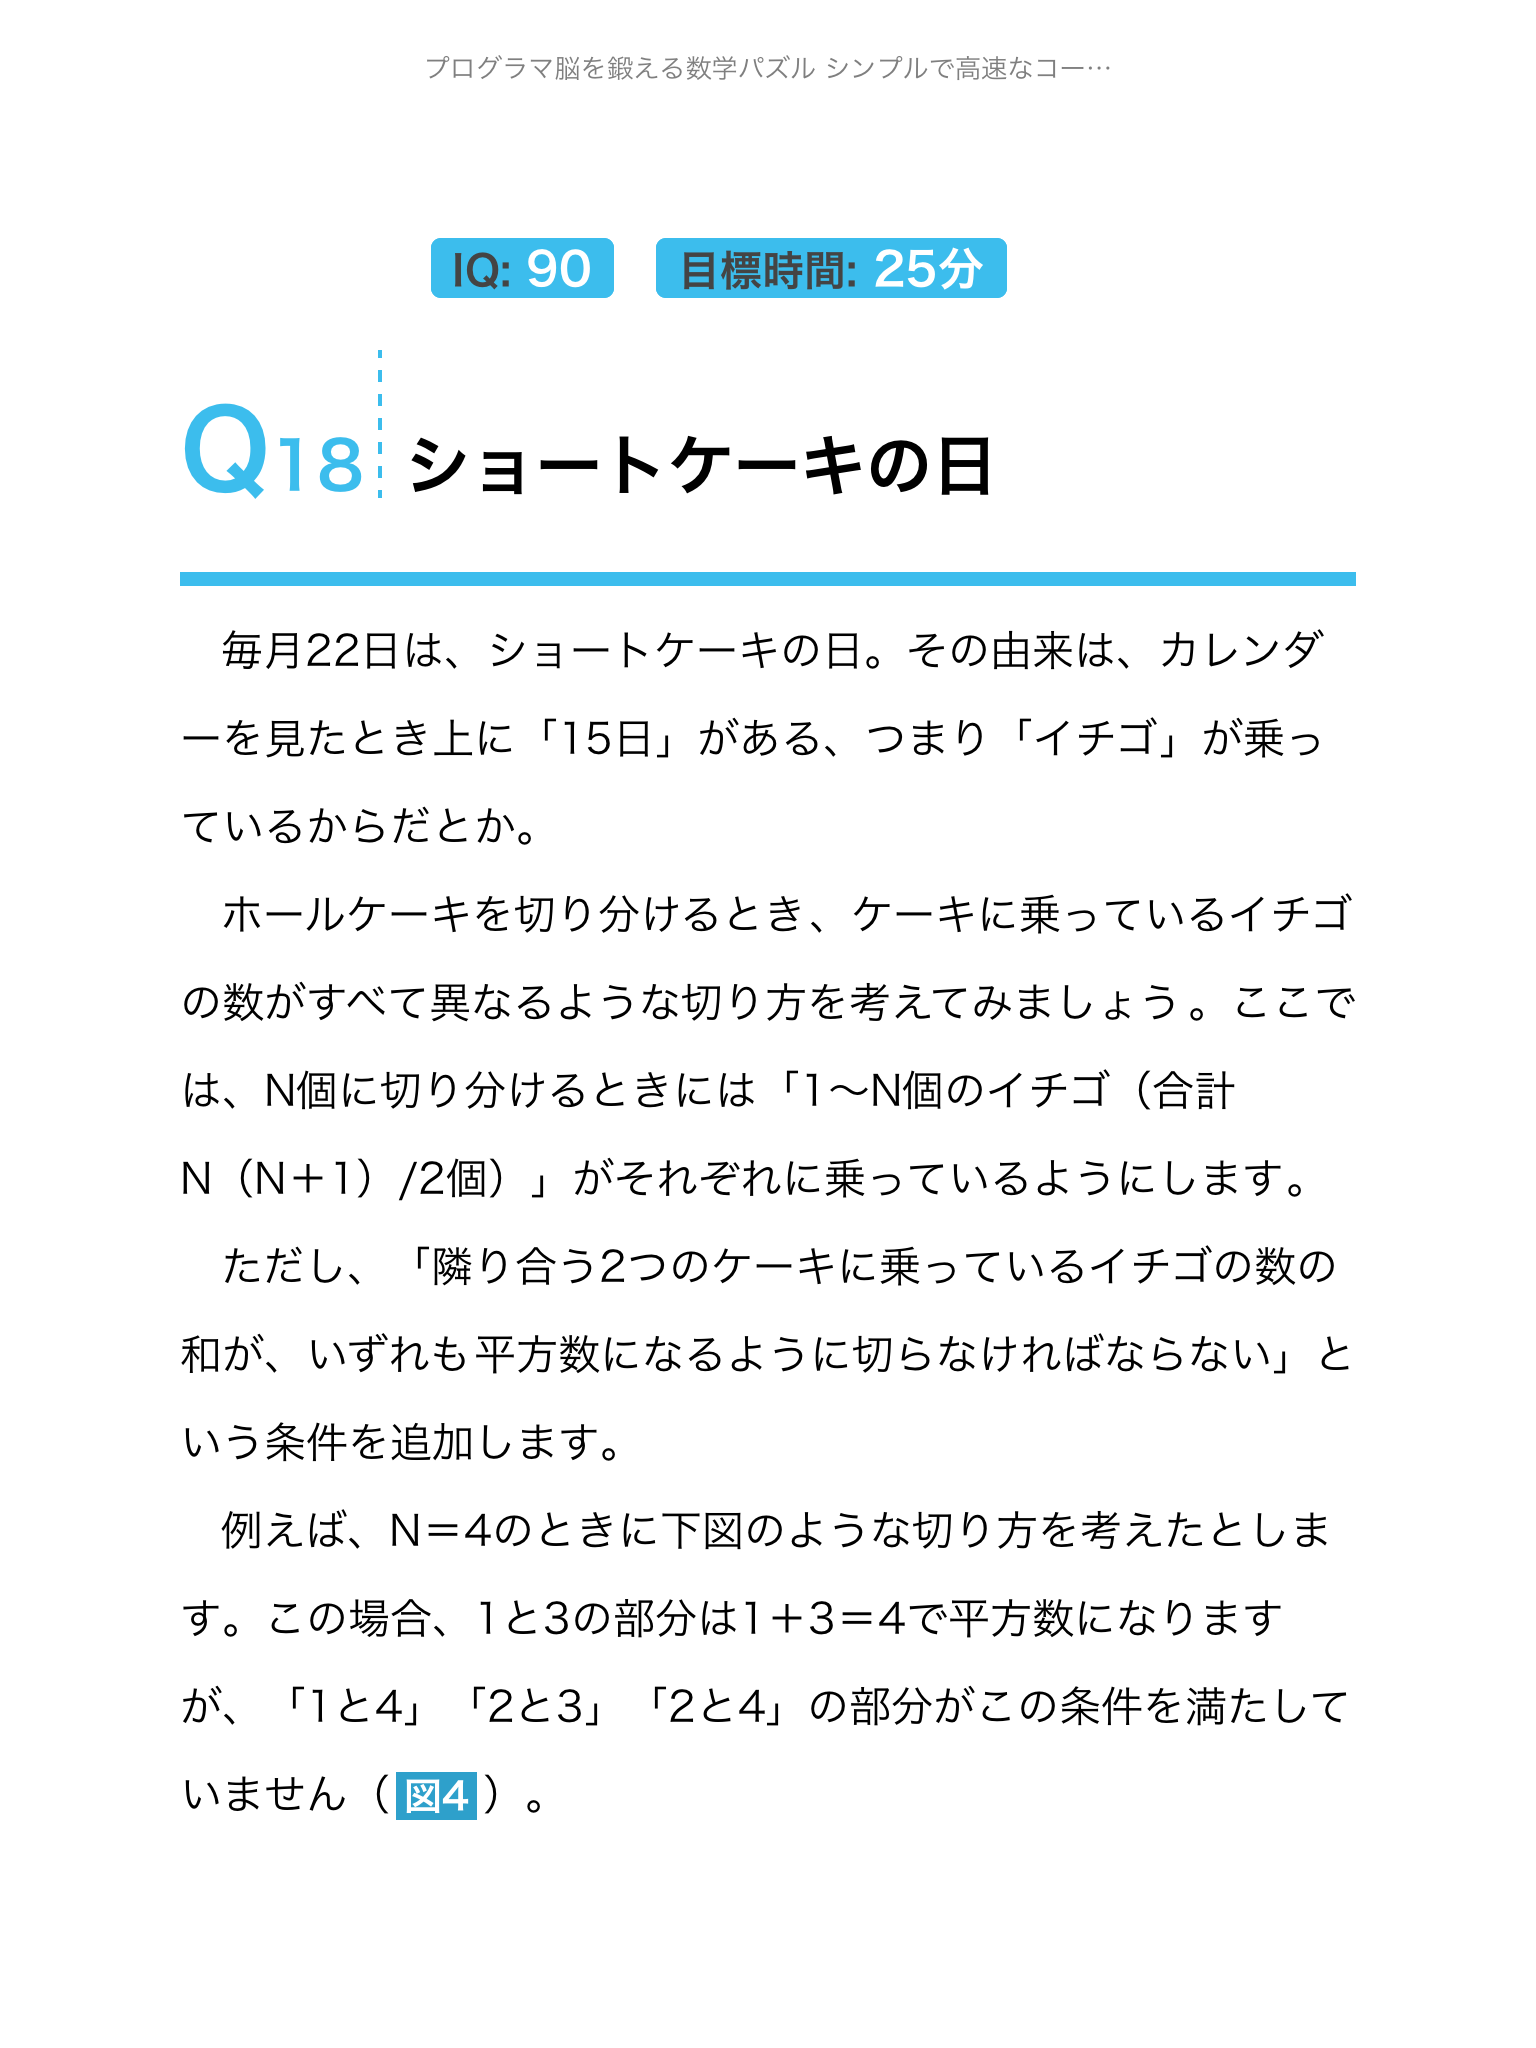 プログラマ脳を鍛える数学パズル シンプルで高速なコー…
IQ: 90 目標時間: 25分
Q18 ショートケーキの日
毎月22日は、ショートケーキの日。その由来は、カレンダ
ーを見たとき上に「15日」がある、つまり「イチゴ」が乗っ
ているからだとか。
ホールケーキを切り分けるとき、ケーキに乗っているイチゴ
の数がすべて異なるような切り方を考えてみましょう。ここで
は、N個に切り分けるときには「1〜N個のイチゴ（合計
N（N＋1）/2個）」がそれぞれに乗っているようにします。
ただし、「隣り合う2つのケーキに乗っているイチゴの数の
和が、いずれも平方数になるように切らなければならない」と
いう条件を追加します。
例えば、N＝4のときに下図のような切り方を考えたとしま
す。この場合、1と3の部分は1＋3＝4で平方数になります
が、「1と4」「2と3」「2と4」の部分がこの条件を満たして
いません（図4）。